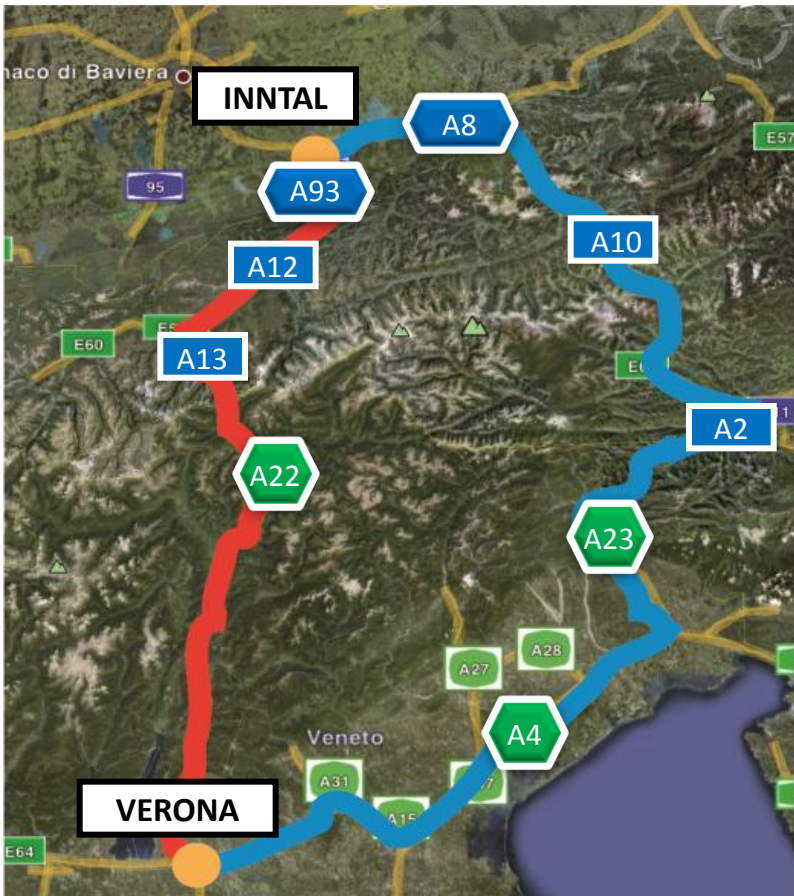 naco di Baviera
INNTAL
A8
E57
95
A93
A10
A12
E60
A13
A2
A22
A23
A28
A27
A4
Veneto
A31
A15
VERONA
E64